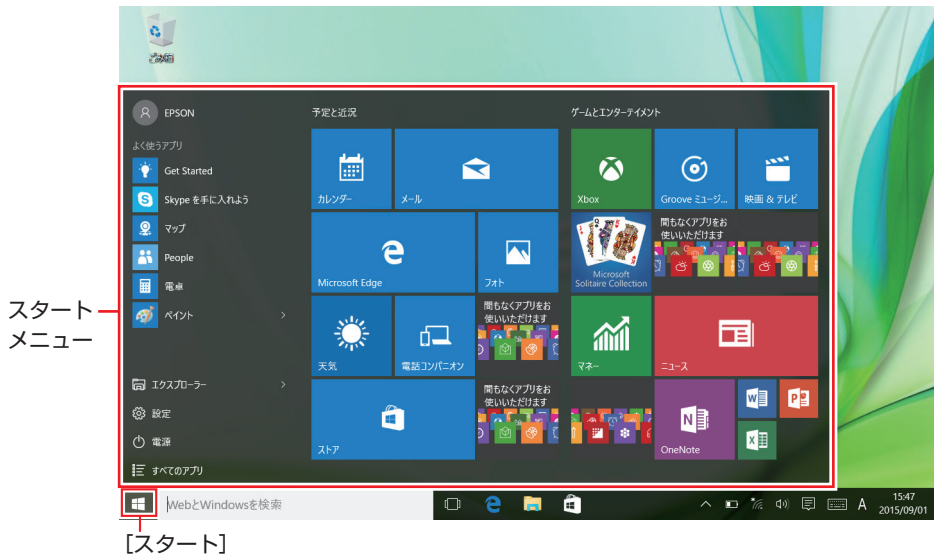 ごみ箱
EPSON
よく使うアプリ
Get Started
Skype を手に入れよう
マップ
People
電卓
ペイント
エクスプローラー
設定
電源
すべてのアプリ
予定と近況
カレンダー
メール
Microsoft Edge
フォト
天気
電話コンパニオン
間もなくアプリをお
使いいただけます
ストア
間もなくアプリをお
使いいただけます
ゲームとエンターテイメント
Xbox
Groove ミュージ...
映画 & テレビ
Microsoft
Solitaire Collection
間もなくアプリをお
使いいただけます
マネー
ニュース
OneNote
スタート
メニュー
WebとWindowsを検索
A
15:47
2015/09/01
[スタート]